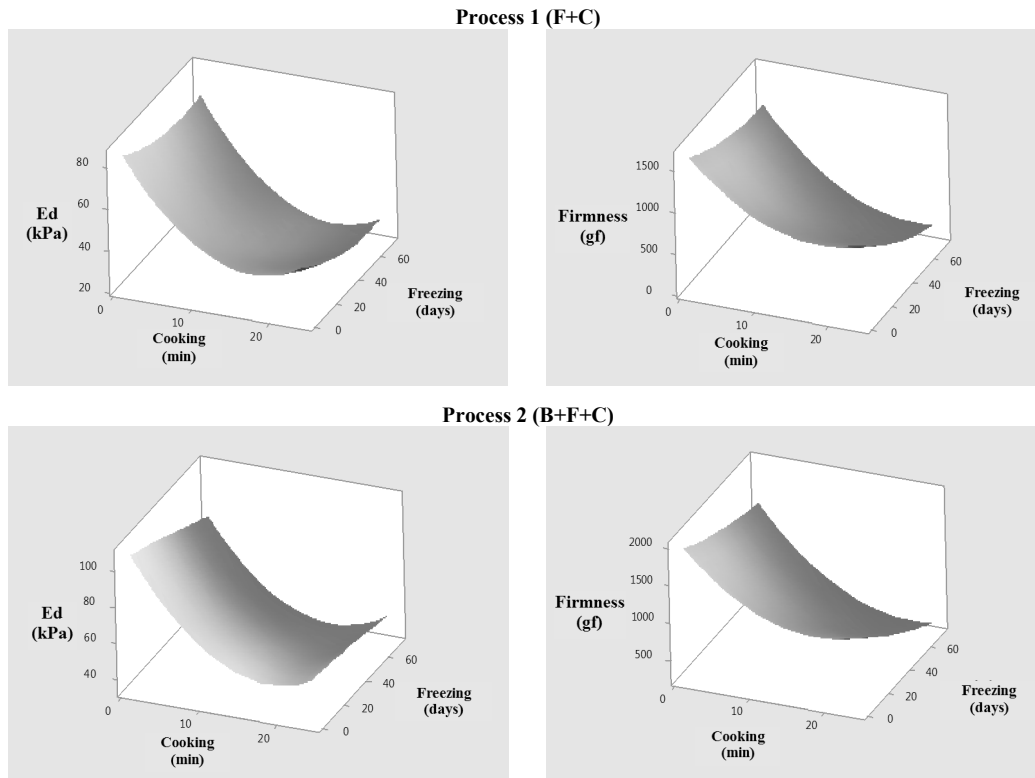 Process 1 (F+C)
80
60
40
20
Ed
(kPa)
0
10
20
Cooking
(min)
0
20
40
60
Freezing
(days)
1500
1000
500
0
Firmness
(gf)
0
10
20
Cooking
(min)
0
20
40
60
Freezing
(days)
Process 2 (B+F+C)
100
80
60
40
Ed
(kPa)
0
10
20
Cooking
(min)
0
20
40
60
Freezing
(days)
2000
1500
1000
500
Firmness
(gf)
0
10
20
Cooking
(min)
0
20
40
60
Freezing
(days)